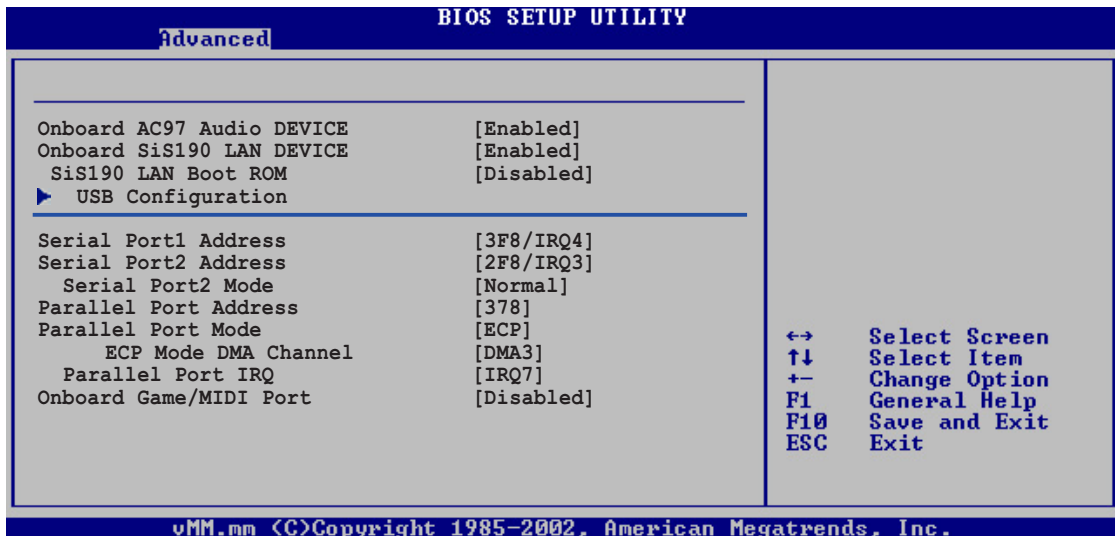 BIOS SETUP UTILITY
Advanced
Onboard AC97 Audio DEVICE [Enabled]
Onboard SiS190 LAN DEVICE [Enabled]
SiS190 LAN Boot ROM [Disabled]
USB Configuration
Serial Port1 Address [3F8/IRQ4]
Serial Port2 Address [2F8/IRQ3]
Serial Port2 Mode [Normal]
Parallel Port Address [378]
Parallel Port Mode [ECP]
ECP Mode DMA Channel [DMA3]
Parallel Port IRQ [IRQ7]
Onboard Game/MIDI Port [Disabled]
←→ Select Screen
↑↓ Select Item
+- Change Option
F1 General Help
F10 Save and Exit
ESC Exit
vMM.mm (C)Copyright 1985-2002, American Megatrends, Inc.